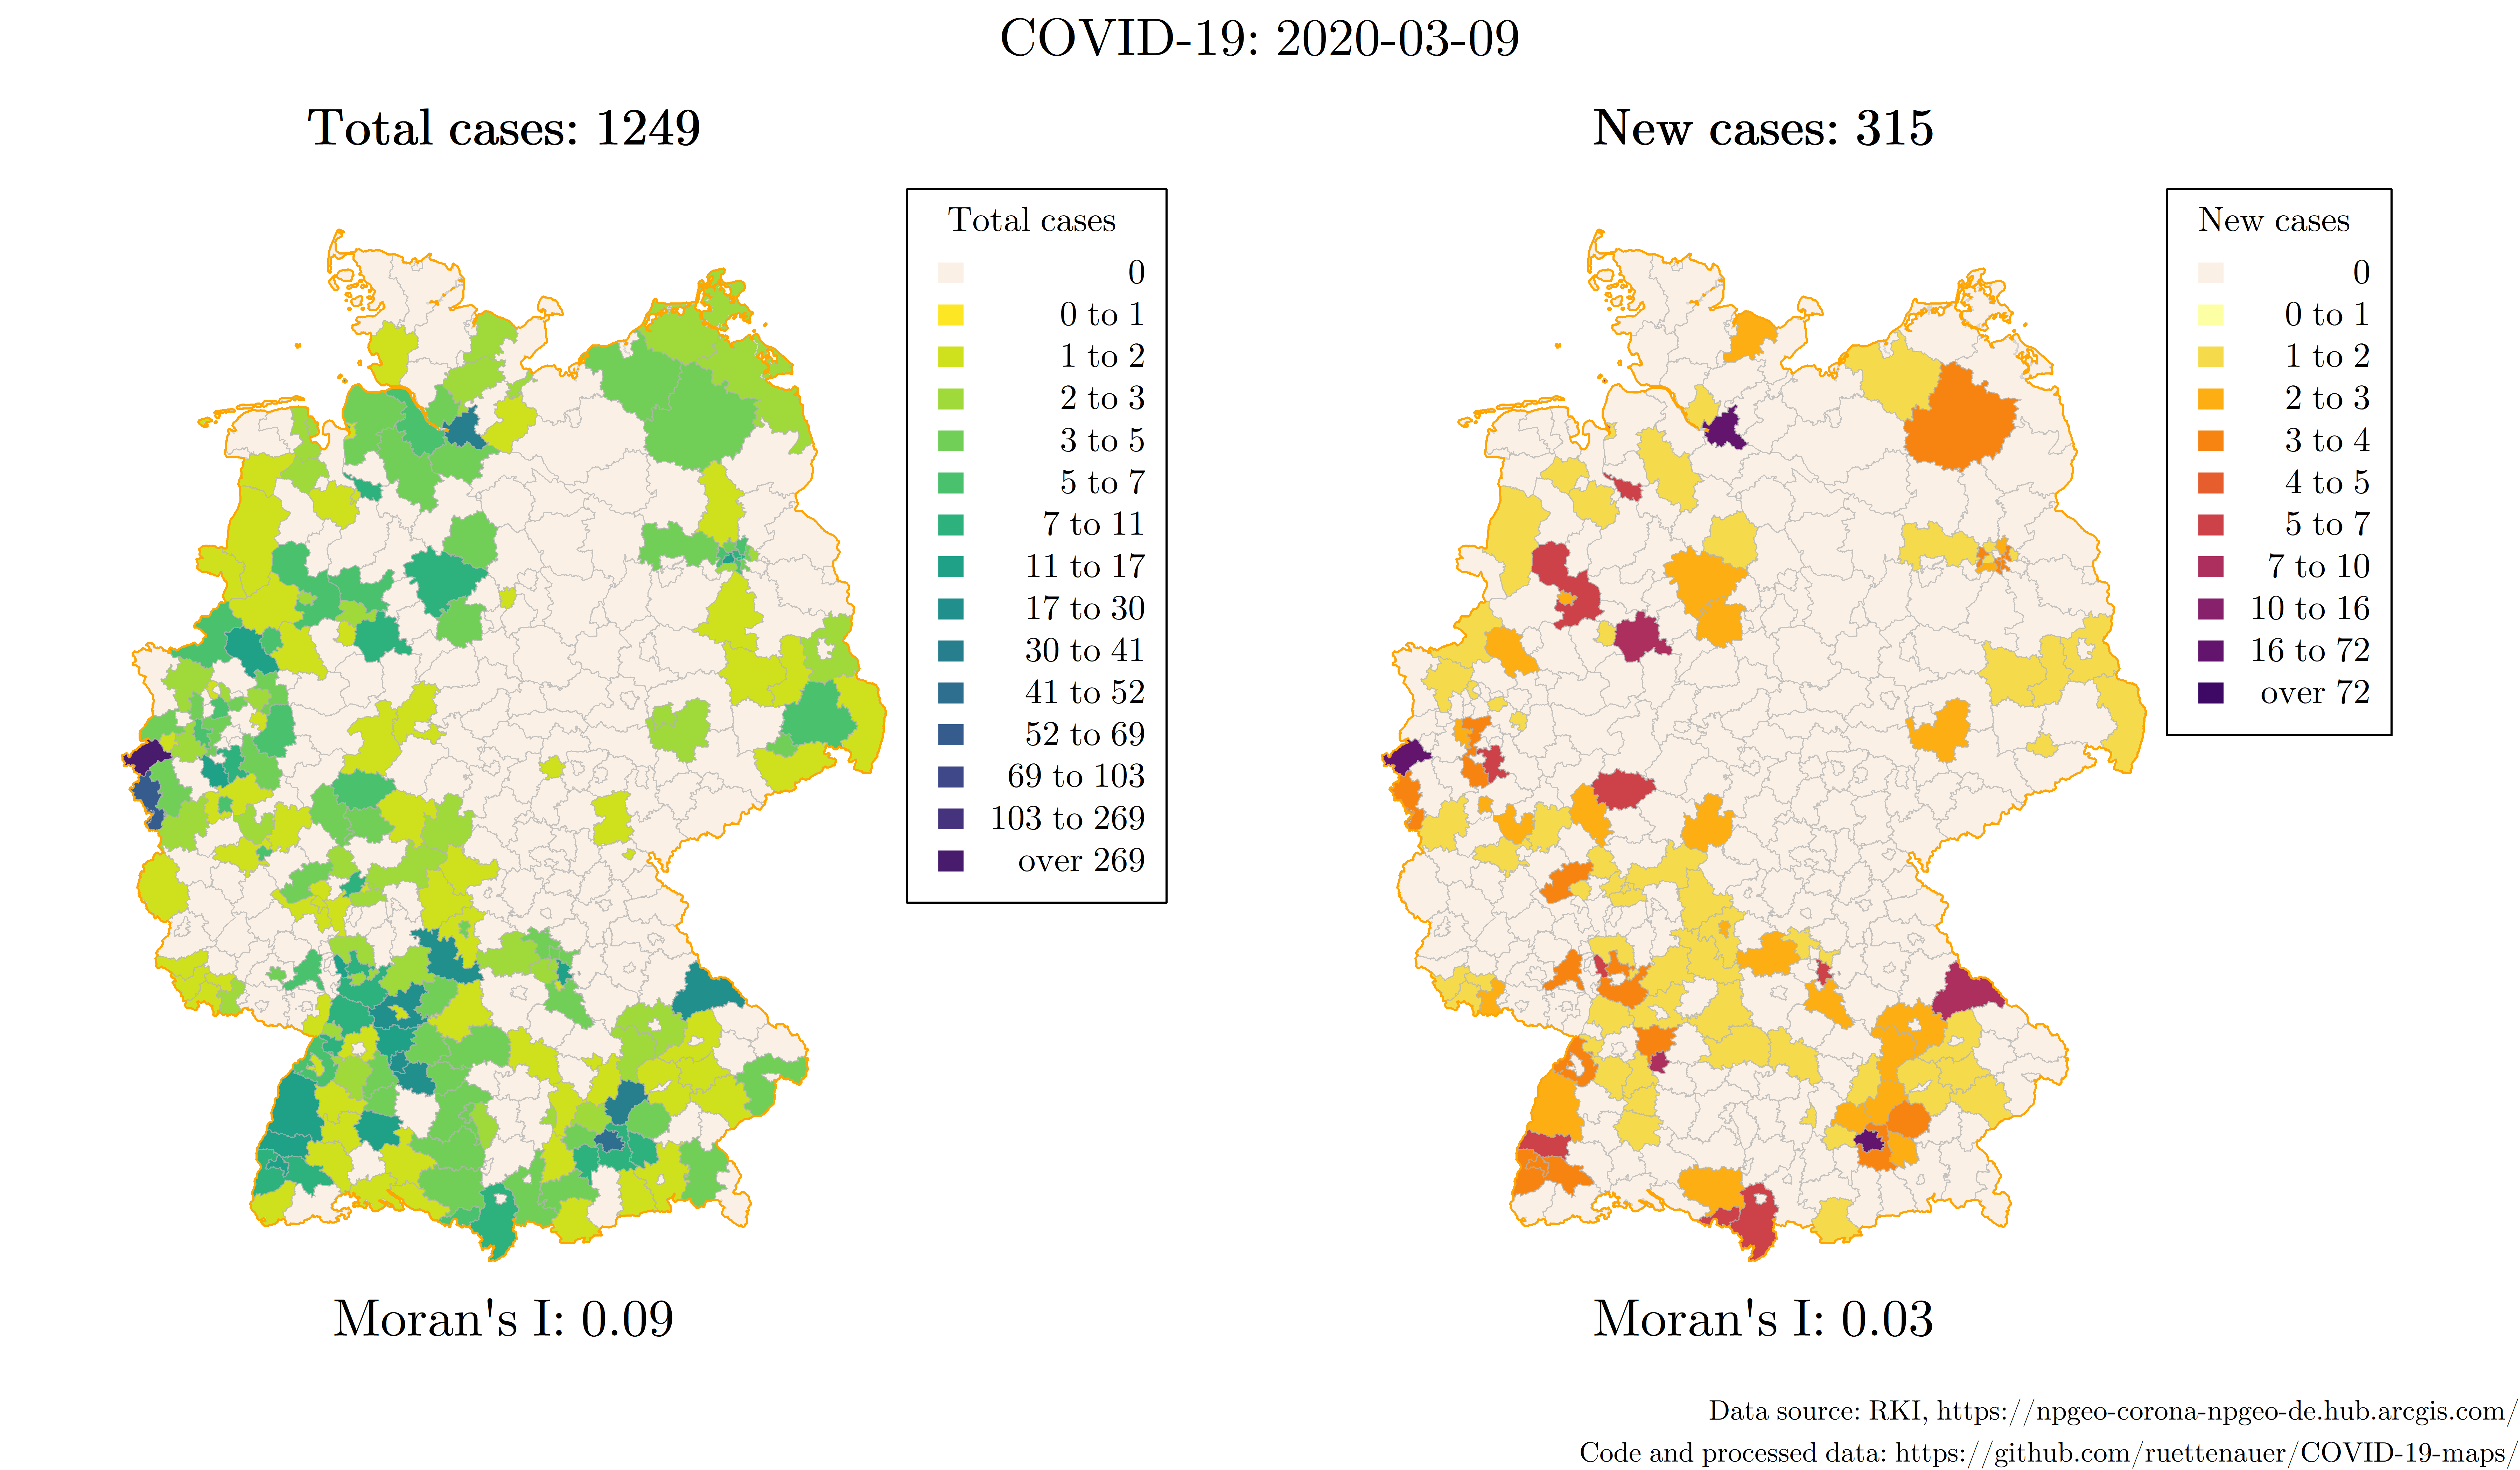 COVID-19: 2020-03-09
Total cases: 1249
Total cases
0
0 to 1
1 to 2
2 to 3
3 to 5
5 to 7
7 to 11
11 to 17
17 to 30
30 to 41
41 to 52
52 to 69
69 to 103
103 to 269
over 269
Moran's I: 0.09
New cases: 315
New cases
0
0 to 1
1 to 2
2 to 3
3 to 4
4 to 5
5 to 7
7 to 10
10 to 16
16 to 72
over 72
Moran's I: 0.03
Data source: RKI, https://npgeo-corona-npgeo-de.hub.arcgis.com/
Code and processed data: https://github.com/ruettenauer/COVID-19-maps/